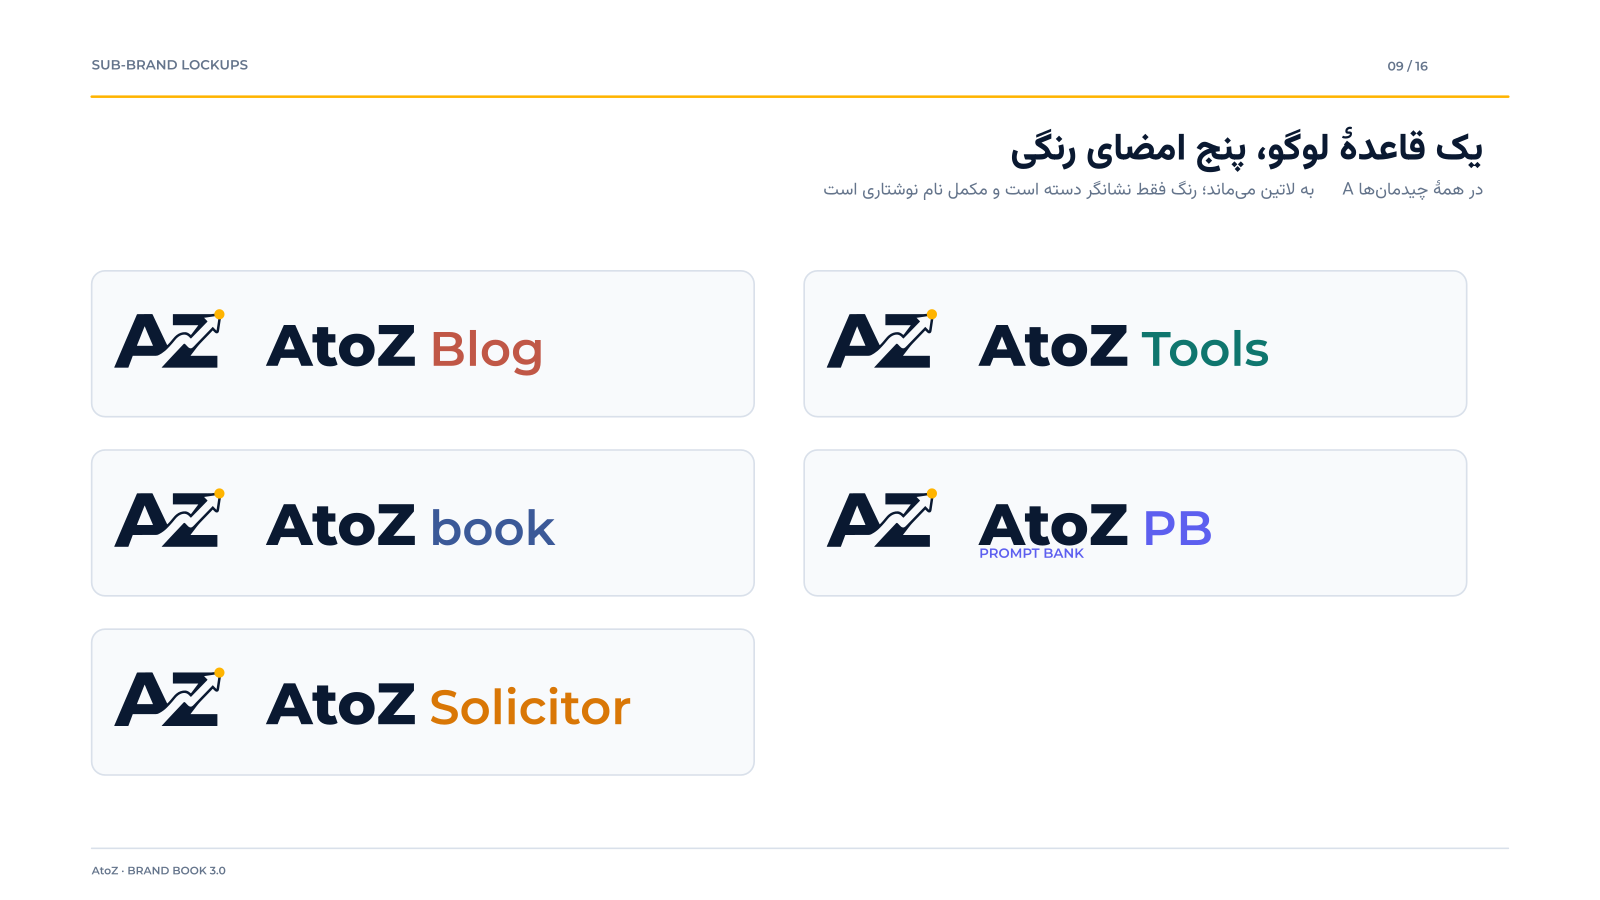 SUB-BRAND LOCKUPS
09 / 16
یک قاعدهٔ لوگو، پنج امضای رنگی
در همهٔ چیدمان‌ها A به لاتین می‌ماند؛ رنگ فقط نشانگر دسته است و مکمل نام نوشتاری است
AZ AtoZ Blog
AZ AtoZ Tools
AZ AtoZ book
AZ AtoZ PB
PROMPT BANK
AZ AtoZ Solicitor
AtoZ · BRAND BOOK 3.0